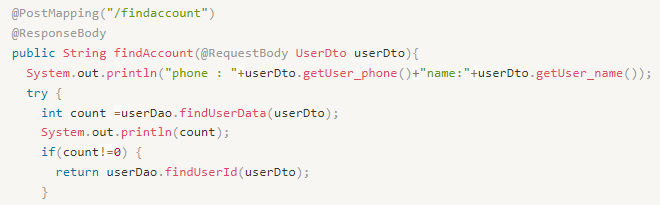 @PostMapping("/findaccount")
@ResponseBody
public String findAccount(@RequestBody UserDto userDto){
System.out.println("phone : "+userDto.getUser_phone()+"name:"+userDto.getUser_name());
try {
int count =userDao.findUserData(userDto);
System.out.println(count);
if(count!=0) {
return userDao.findUserId(userDto);
}